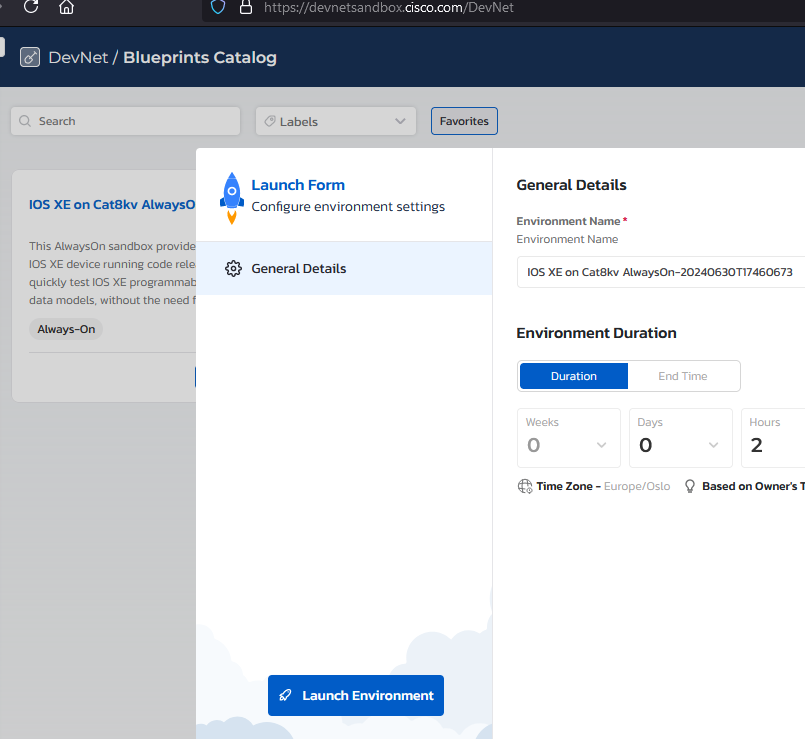 https://devnetsandbox.cisco.com/DevNet
DevNet / Blueprints Catalog
Search
Labels
Favorites
IOS XE on Cat8kv AlwaysO
This AlwaysOn sandbox provide
IOS XE device running code rele
quickly test IOS XE programmab
data models, without the need f
Always-On
Launch Form
Configure environment settings
General Details
Launch Environment
General Details
Environment Name *
Environment Name
IOS XE on Cat8kv AlwaysOn-20240630T17460673
Environment Duration
Duration
End Time
Weeks
0
Days
0
Hours
2
Time Zone - Europe/Oslo
Based on Owner's T